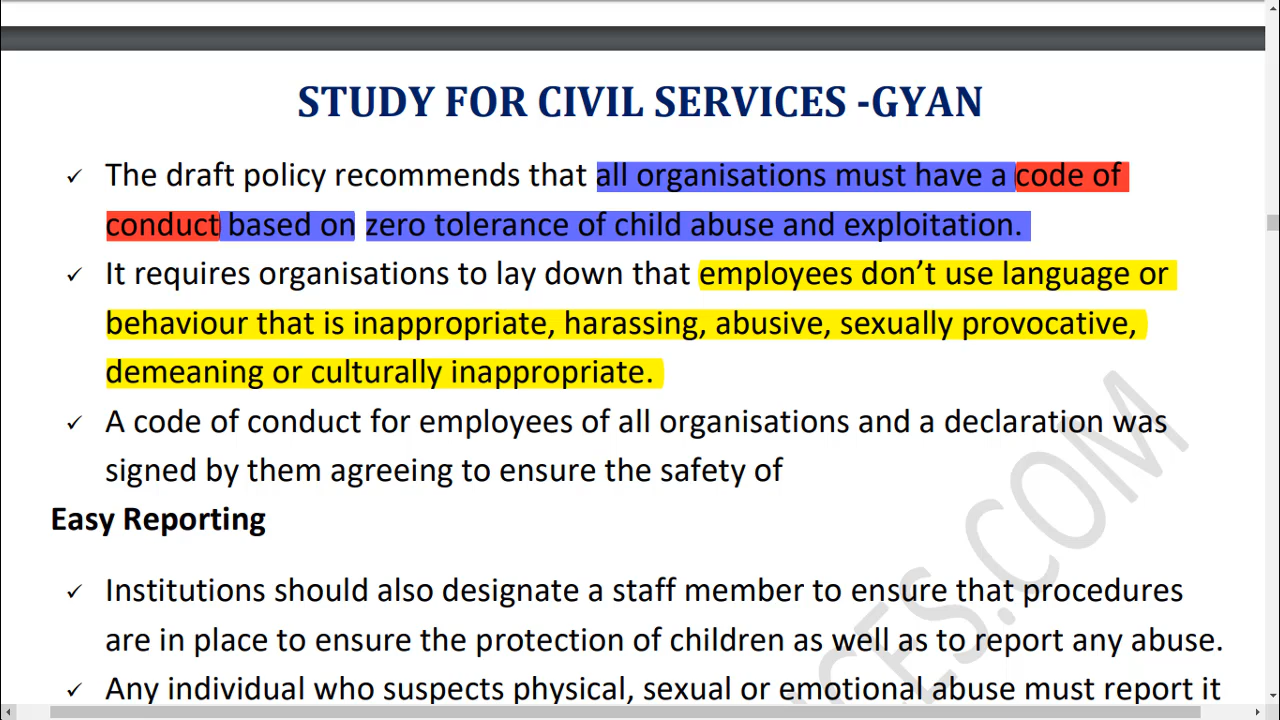 STUDY FOR CIVIL SERVICES -GYAN
✓ The draft policy recommends that all organisations must have a code of
conduct based on zero tolerance of child abuse and exploitation.
✓ It requires organisations to lay down that employees don’t use language or
behaviour that is inappropriate, harassing, abusive, sexually provocative,
demeaning or culturally inappropriate.
✓ A code of conduct for employees of all organisations and a declaration was
signed by them agreeing to ensure the safety of
Easy Reporting
✓ Institutions should also designate a staff member to ensure that procedures
are in place to ensure the protection of children as well as to report any abuse.
✓ Any individual who suspects physical, sexual or emotional abuse must report it
CES.COM